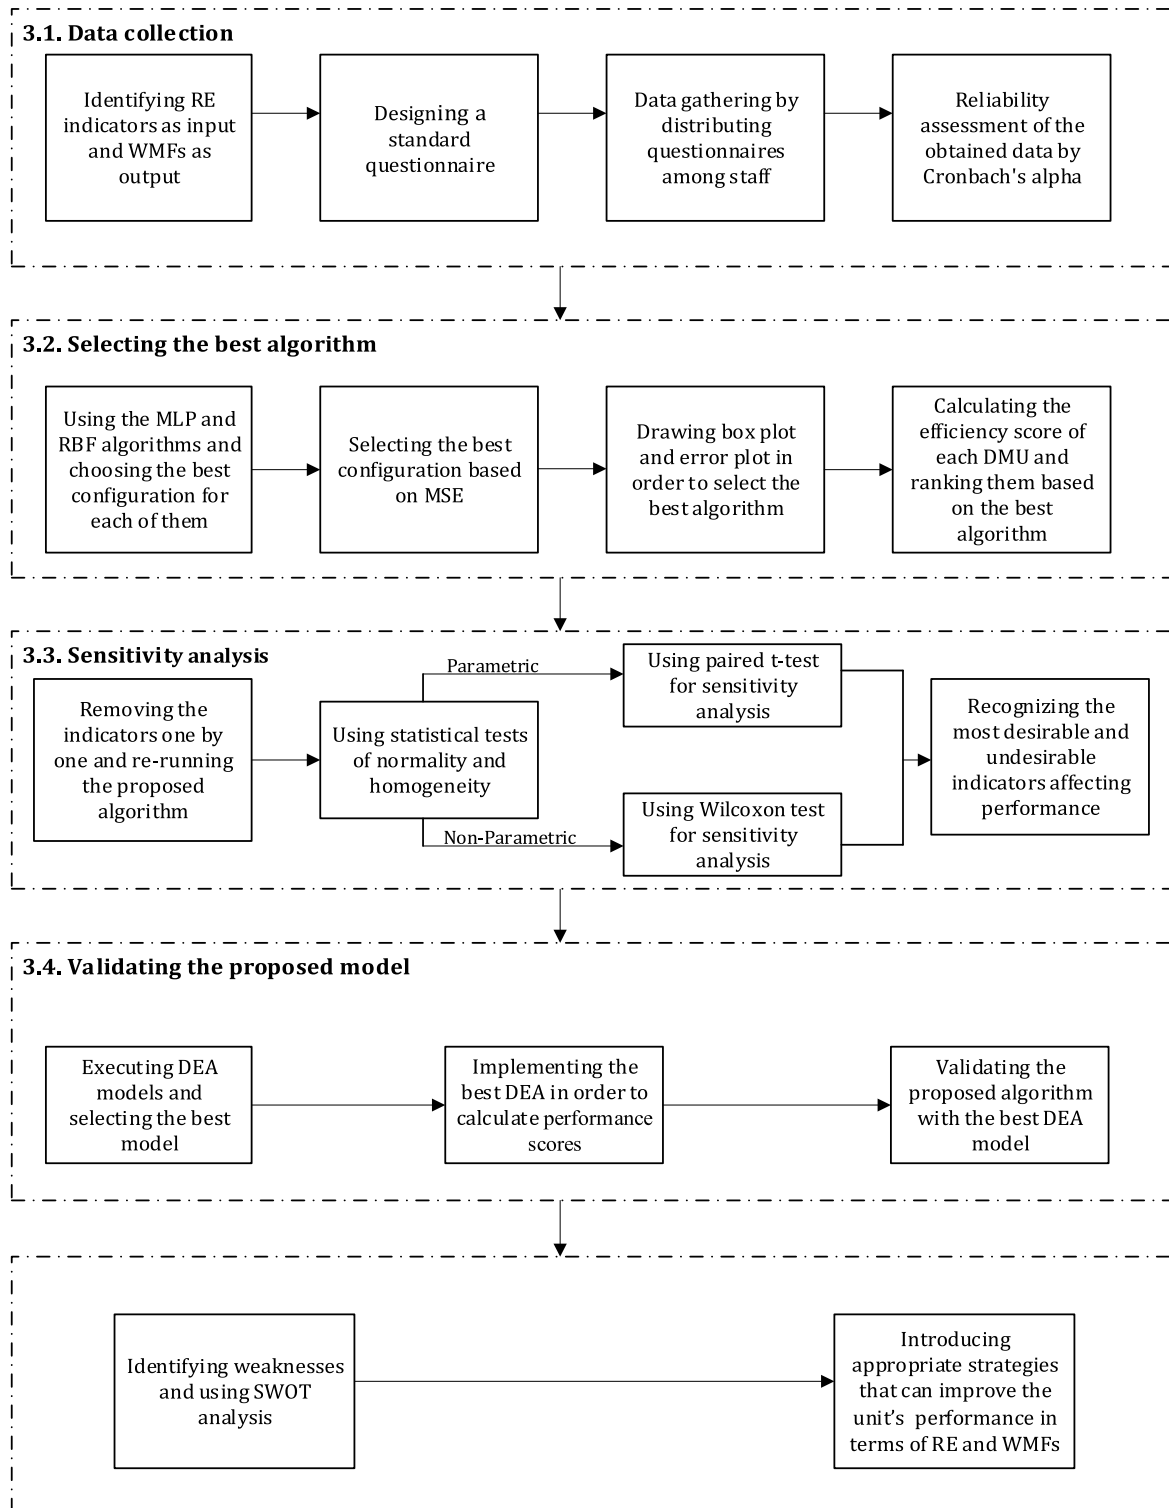 3.1. Data collection
Identifying RE
indicators as input
and WMFs as
output
Designing a
standard
questionnaire
Data gathering by
distributing
questionnaires
among staff
Reliability
assessment of the
obtained data by
Cronbach's alpha
3.2. Selecting the best algorithm
Using the MLP and
RBF algorithms and
choosing the best
configuration for
each of them
Selecting the best
configuration based
on MSE
Drawing box plot
and error plot in
order to select the
best algorithm
Calculating the
efficiency score of
each DMU and
ranking them based
on the best
algorithm
3.3. Sensitivity analysis
Removing the
indicators one by
one and re-running
the proposed
algorithm
Using statistical tests
of normality and
homogeneity
Parametric
Non-Parametric
Using paired t-test
for sensitivity
analysis
Using Wilcoxon test
for sensitivity
analysis
Recognizing the
most desirable and
undesirable
indicators affecting
performance
3.4. Validating the proposed model
Executing DEA
models and
selecting the best
model
Implementing the
best DEA in order to
calculate performance
scores
Validating the
proposed algorithm
with the best DEA
model
Identifying weaknesses
and using SWOT
analysis
Introducing
appropriate strategies
that can improve the
unit's performance in
terms of RE and WMFs